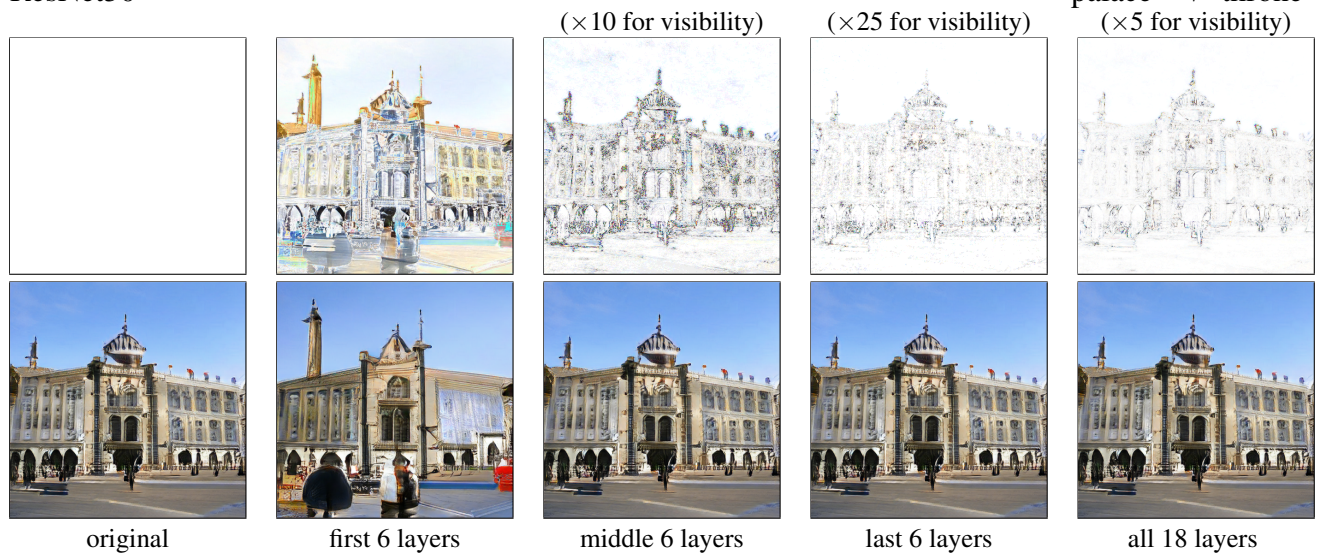 (×10 for visibility) (×25 for visibility) (×5 for visibility)
original first 6 layers middle 6 layers last 6 layers all 18 layers